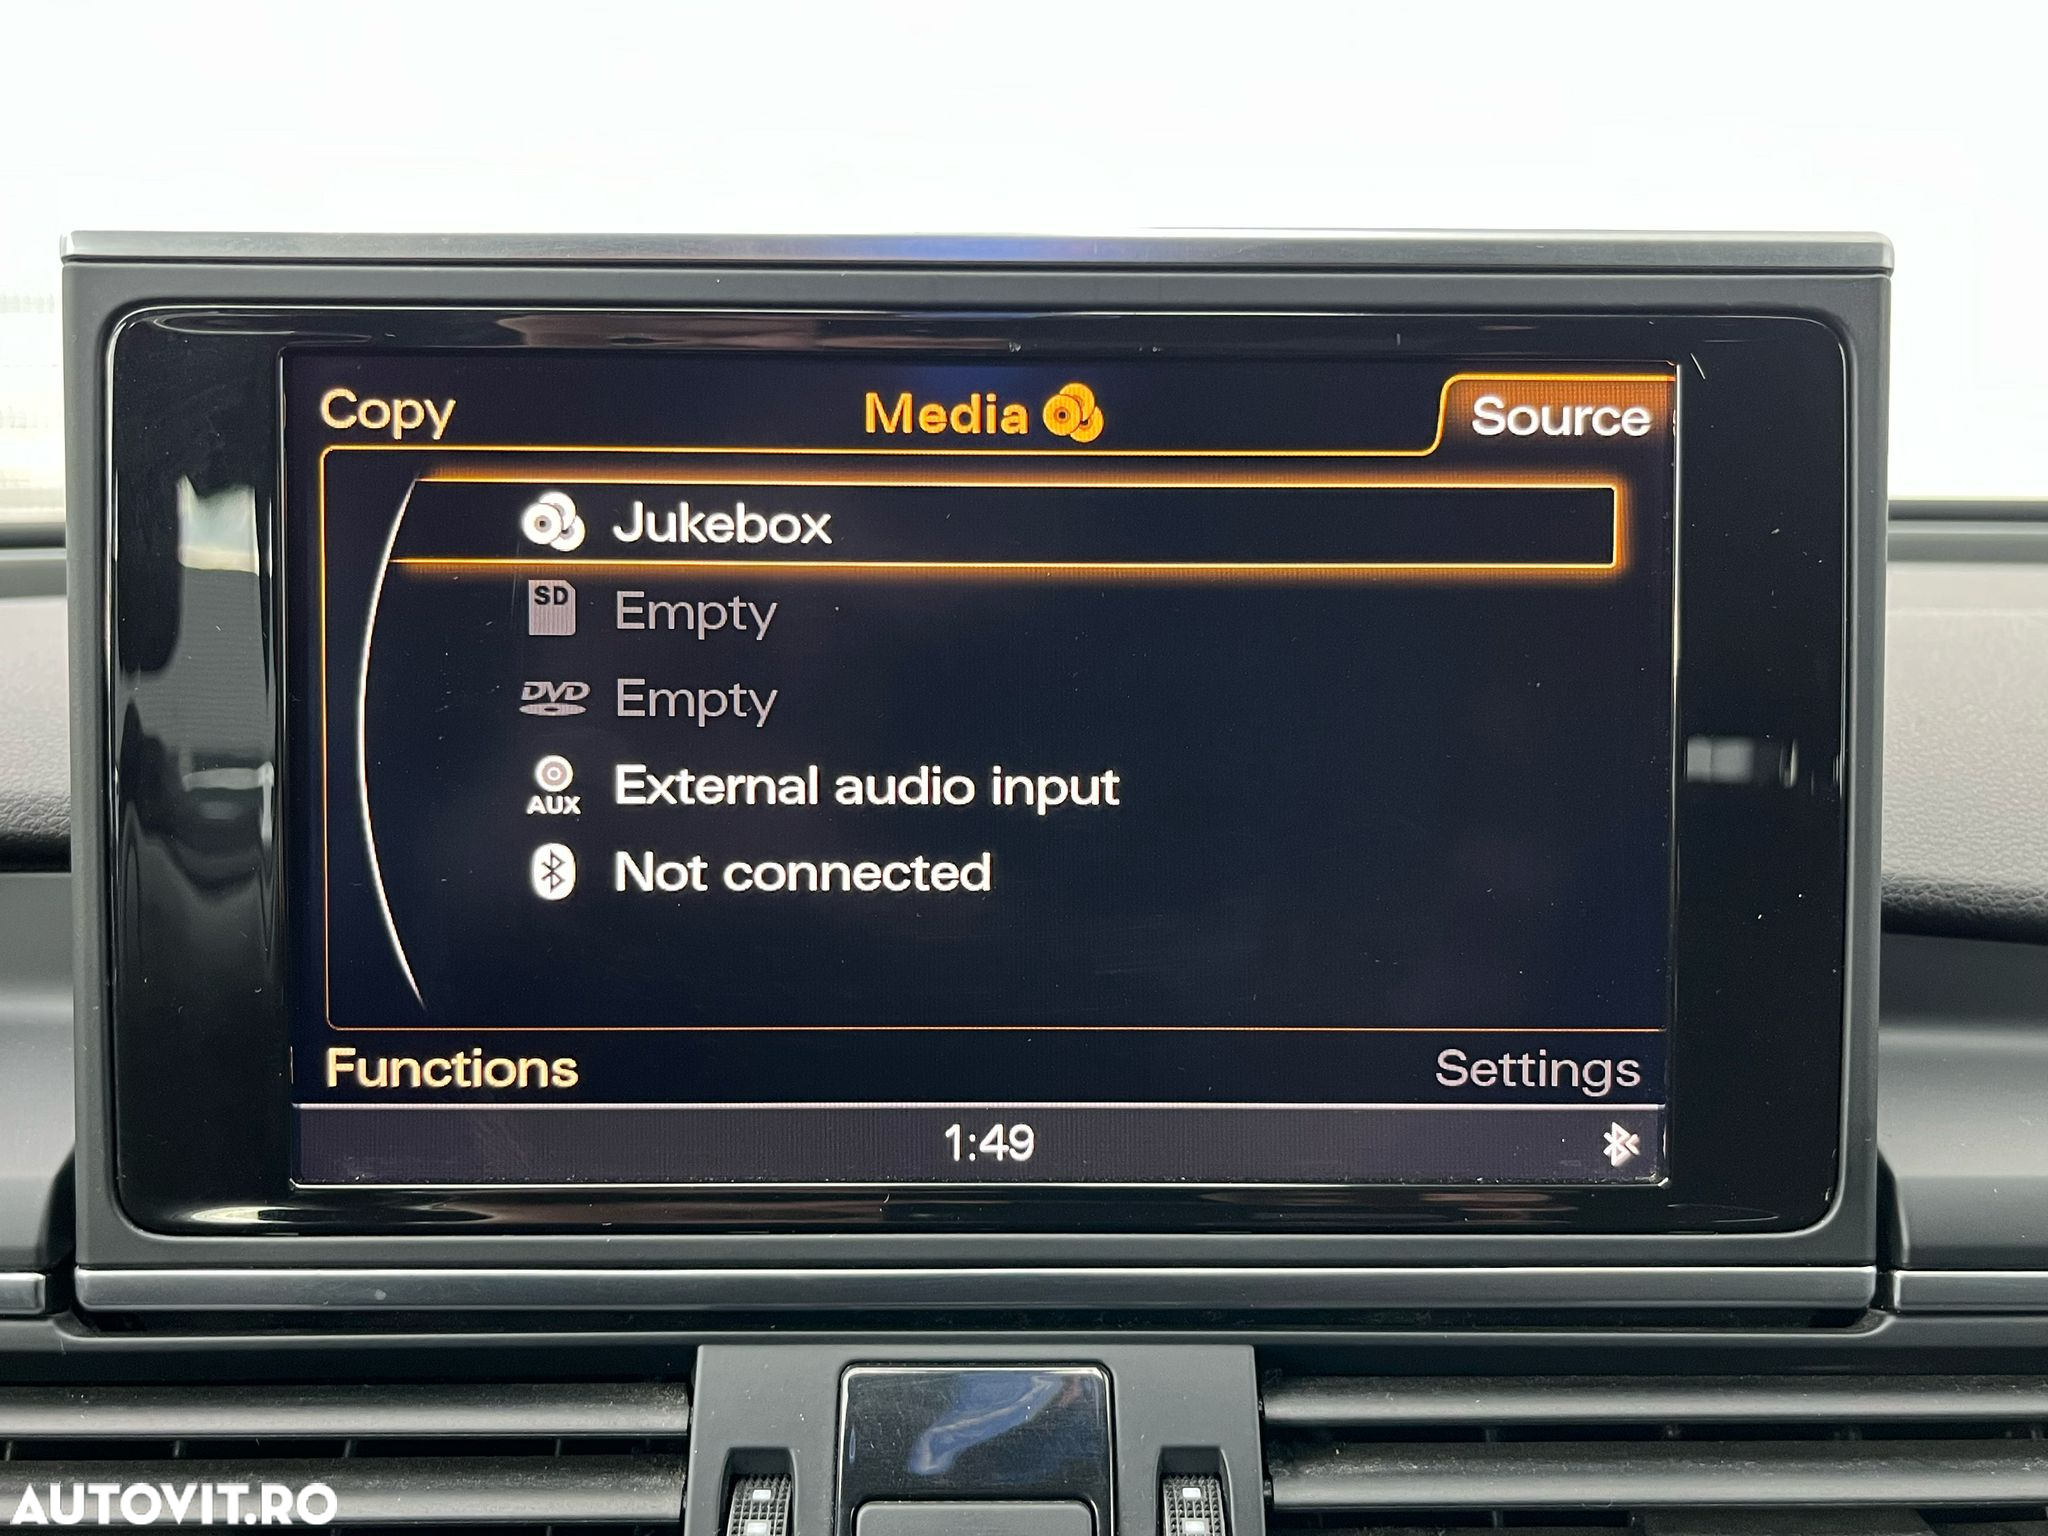 Copy Media Source
Jukebox
SD Empty
DVD Empty
AUX External audio input
Not connected
Functions Settings
1:49
AUTOVIT.RO